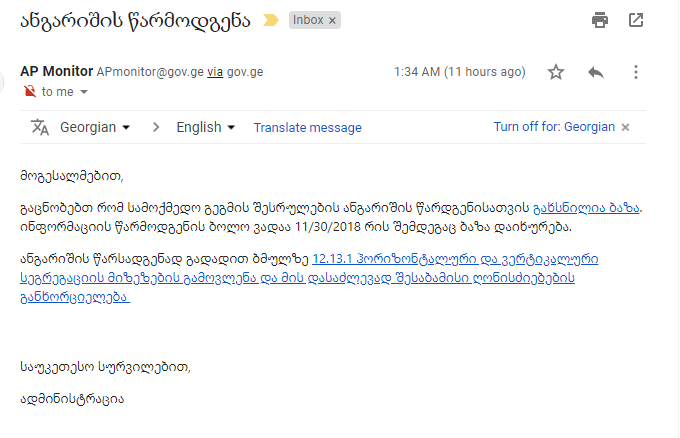 ანგარიშის წარმოდგენა Inbox ×
AP Monitor APmonitor@gov.ge via gov.ge 1:34 AM (11 hours ago)
to me
Georgian > English Translate message Turn off for: Georgian ×
მოგესალმებით,
გაცნობებთ რომ სამოქმედო გეგმის შესრულების ანგარიშის წარდგენისათვის გახსნილია ბაზა.
ინფორმაციის წარმოდგენის ბოლო ვადაა 11/30/2018 რის შემდეგაც ბაზა დაიხურება.
ანგარიშის წარსადგენად გადადით ბმულზე 12.13.1 ჰორიზონტალური და ვერტიკალური
სეგრეგაციის მიზეზების გამოვლენა და მის დასაძლევად შესაბამისი ღონისძიებების
განხორციელება
საუკეთესო სურვილებით,
ადმინისტრაცია